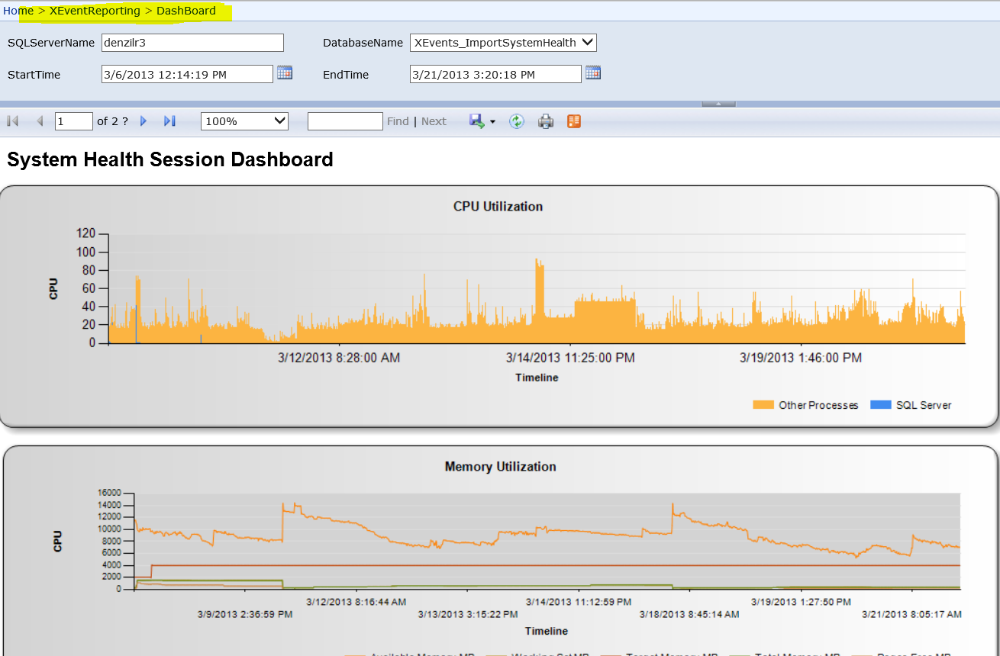 Home > XEventReporting > DashBoard
SQLServerName denzilr3 DatabaseName XEvents_ImportSystemHealth
StartTime 3/6/2013 12:14:19 PM EndTime 3/21/2013 3:20:18 PM
1 of 2 ? 100% Find | Next
System Health Session Dashboard
CPU Utilization
120
100
80
60
40
20
0
CPU
3/12/2013 8:28:00 AM 3/14/2013 11:25:00 PM 3/19/2013 1:46:00 PM
Timeline
Other Processes SQL Server
Memory Utilization
16000
14000
12000
10000
8000
6000
4000
2000
0
CPU
3/12/2013 8:16:44 AM 3/14/2013 11:12:59 PM 3/19/2013 1:27:50 PM
3/9/2013 2:36:59 PM 3/13/2013 3:15:22 PM 3/18/2013 8:45:14 AM 3/21/2013 8:05:17 AM
Timeline
Available Memory MB Working Set MB Target Memory MB Total Memory MB Pages Free MB